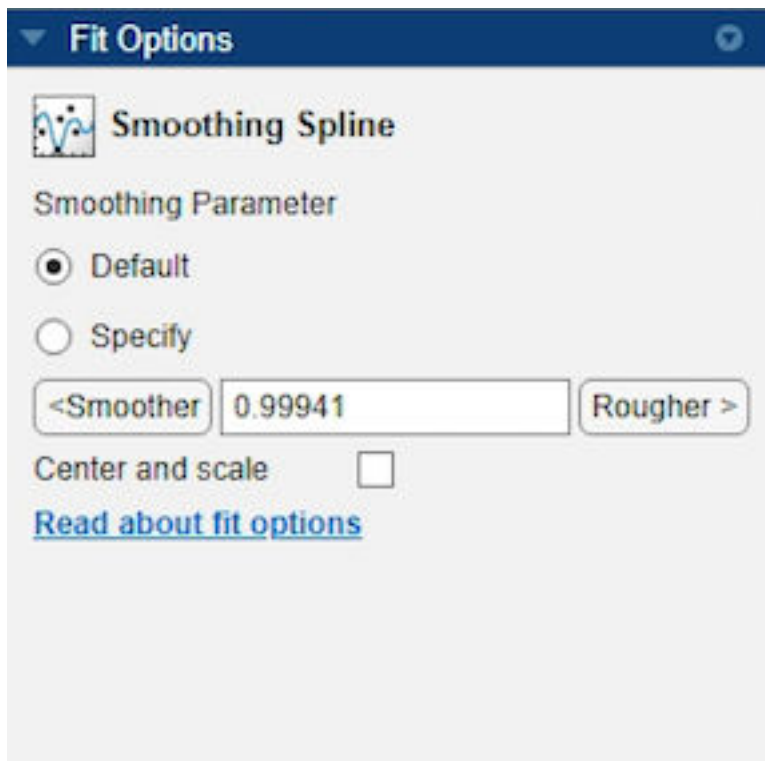 Fit Options
Smoothing Spline
Smoothing Parameter
Default
Specify
<Smoother 0.99941 Rougher >
Center and scale
Read about fit options